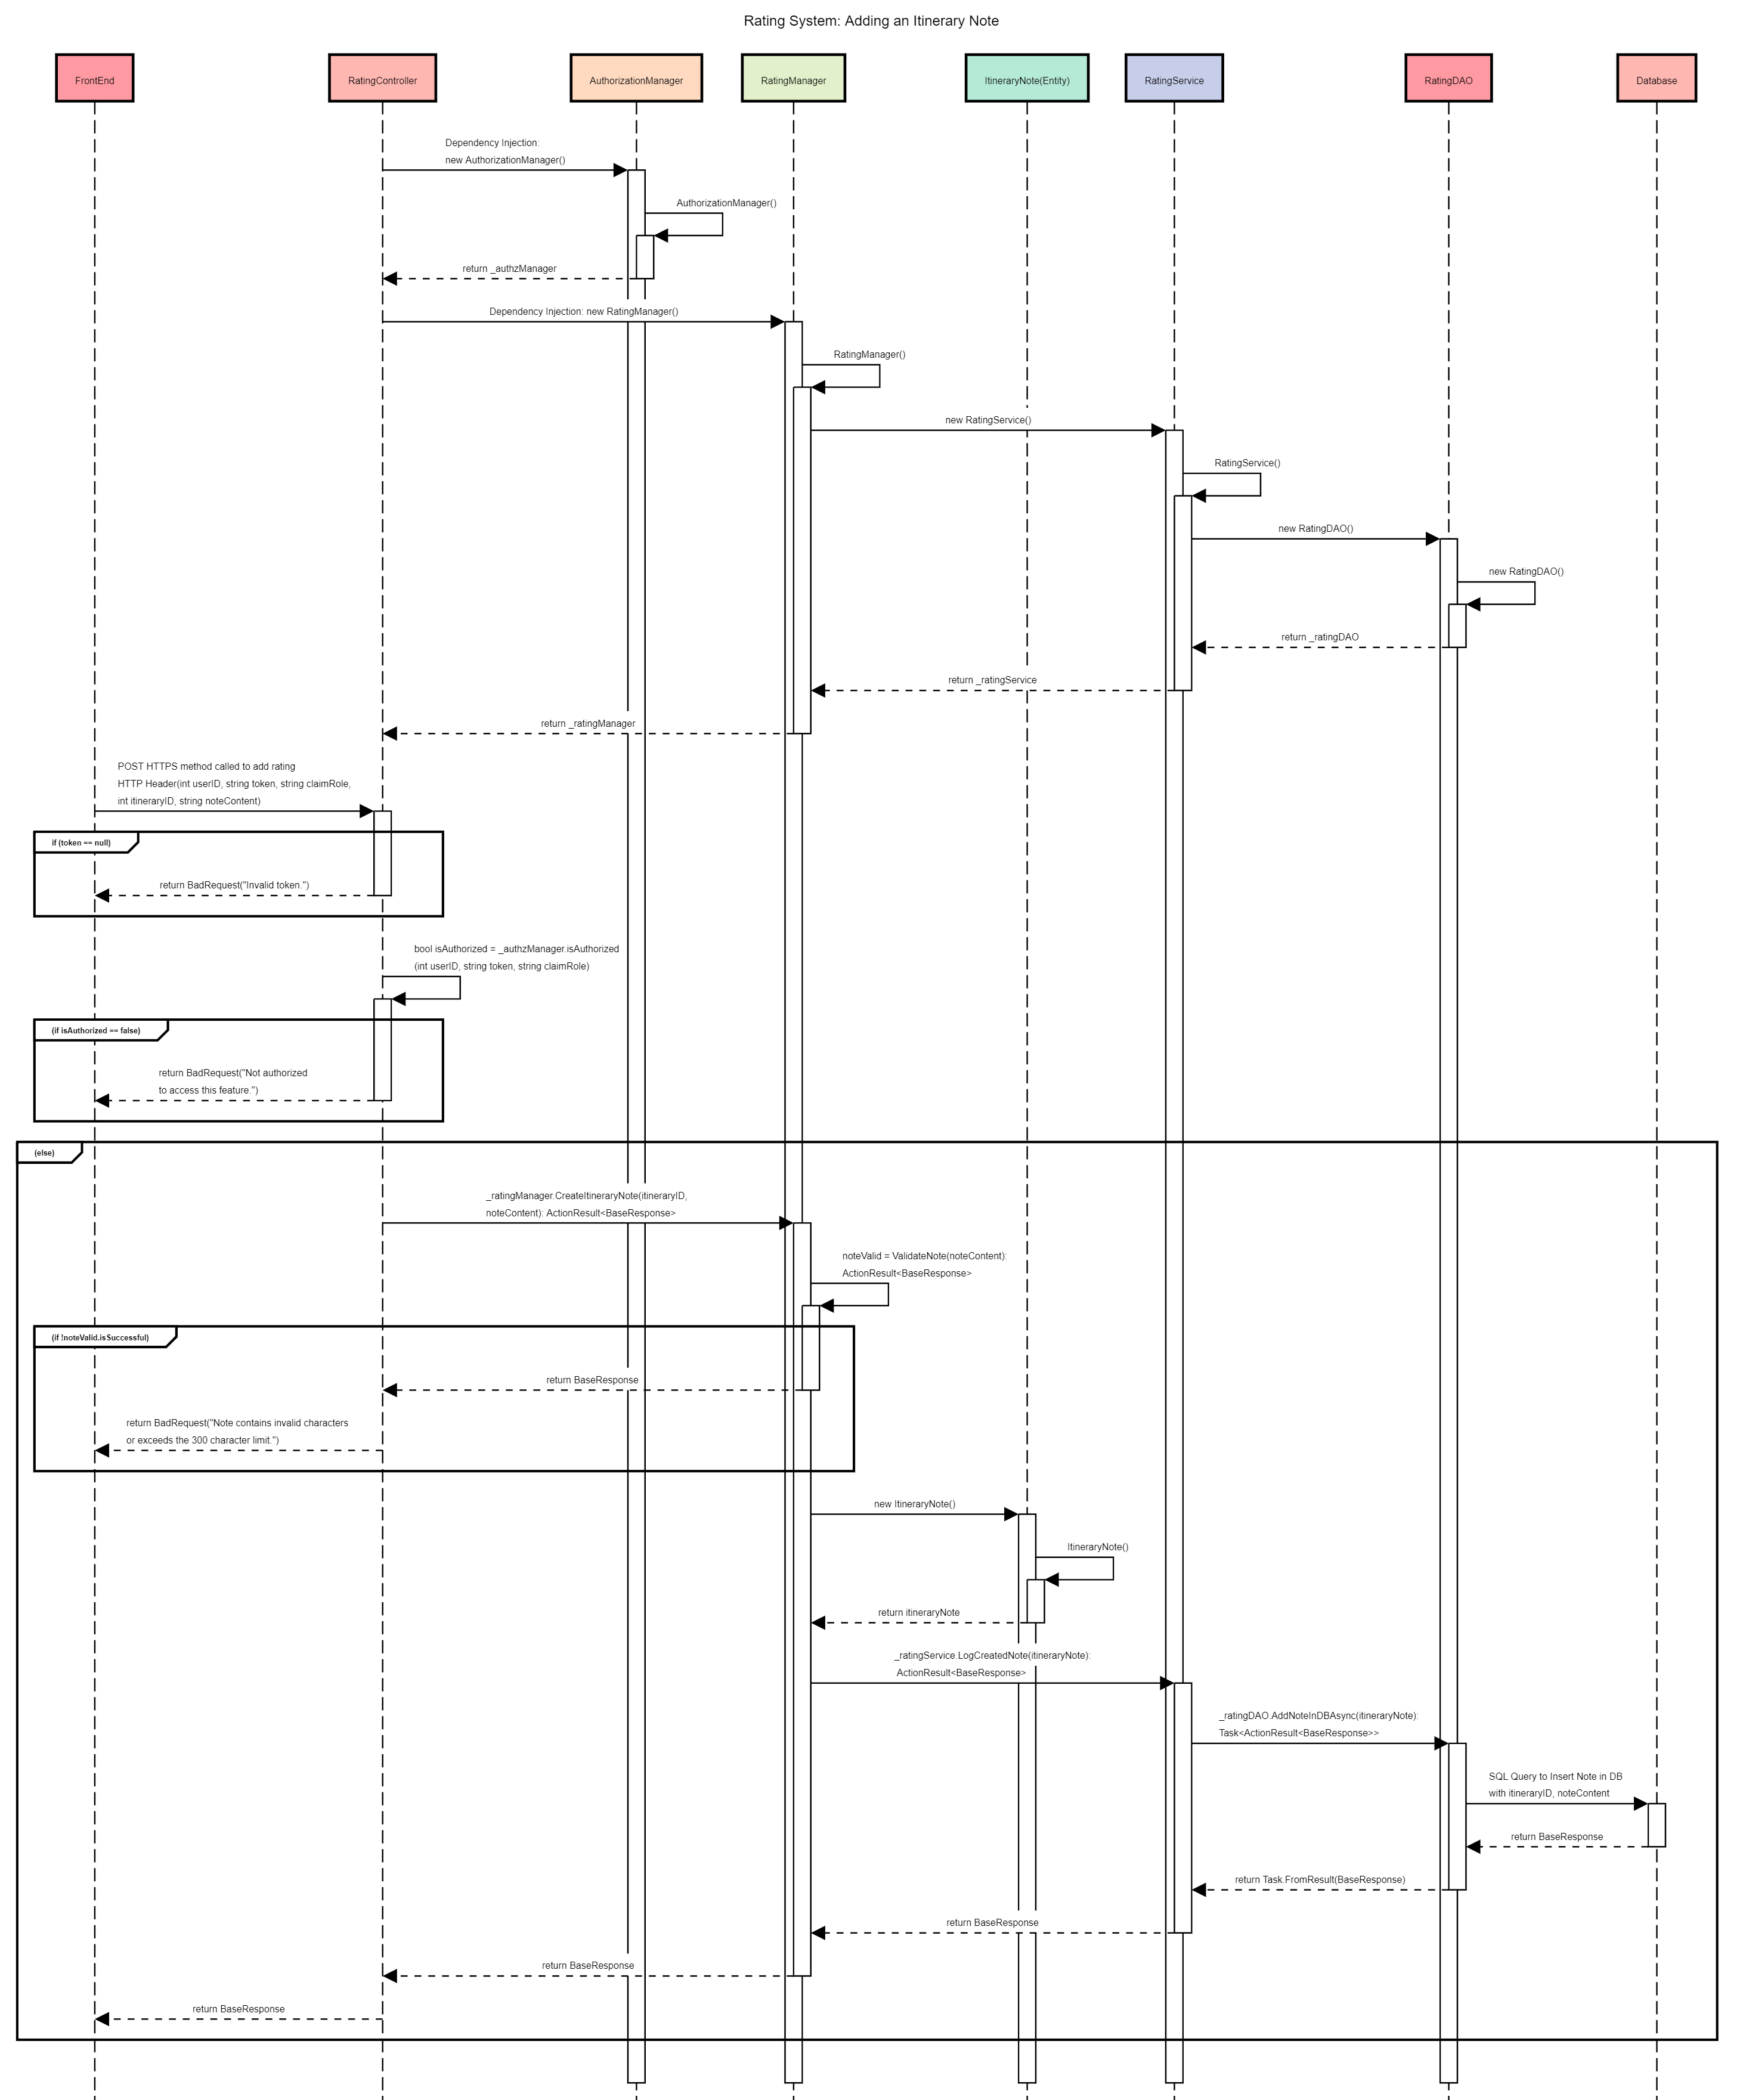 Rating System: Adding an Itinerary Note
FrontEnd
RatingController
AuthorizationManager
RatingManager
ItineraryNote(Entity)
RatingService
RatingDAO
Database
Dependency Injection:
new AuthorizationManager()
AuthorizationManager()
return _authzManager
Dependency Injection: new RatingManager()
RatingManager()
new RatingService()
RatingService()
new RatingDAO()
new RatingDAO()
return _ratingDAO
return _ratingService
return _ratingManager
POST HTTPS method called to add rating
HTTP Header(int userID, string token, string claimRole,
int itineraryID, string noteContent)
if (token == null)
return BadRequest("Invalid token.")
bool isAuthorized = _authzManager.isAuthorized
(int userID, string token, string claimRole)
(if isAuthorized == false)
return BadRequest("Not authorized
to access this feature.")
(else)
_ratingManager.CreateItineraryNote(itineraryID,
noteContent): ActionResult<BaseResponse>
noteValid = ValidateNote(noteContent):
ActionResult<BaseResponse>
(if !noteValid.isSuccessful)
return BaseResponse
return BadRequest("Note contains invalid characters
or exceeds the 300 character limit.")
new ItineraryNote()
ItineraryNote()
return itineraryNote
_ratingService.LogCreatedNote(itineraryNote):
ActionResult<BaseResponse>
_ratingDAO.AddNoteInDBAsync(itineraryNote):
Task<ActionResult<BaseResponse>>
SQL Query to Insert Note in DB
with itineraryID, noteContent
return BaseResponse
return Task.FromResult(BaseResponse)
return BaseResponse
return BaseResponse
return BaseResponse